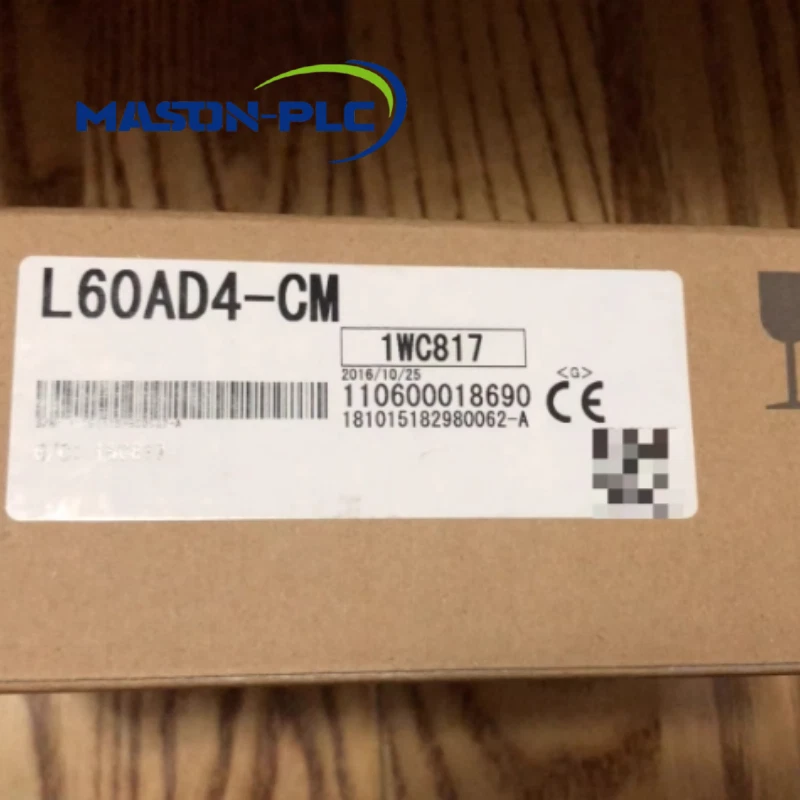 MASON-PLC
L60AD4-CM
1WC817
2016/10/25
110600018690
181015182980062-A
<G>
CE